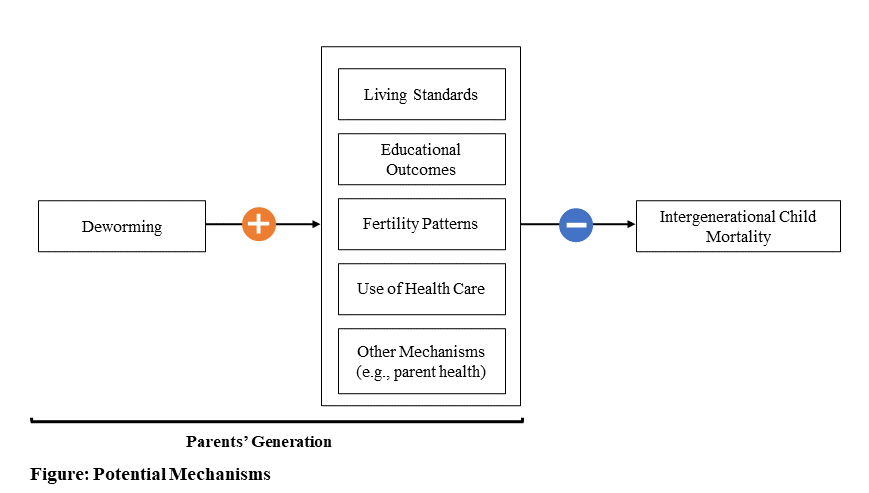 Living Standards
Educational
Outcomes
Deworming
Fertility Patterns
Intergenerational Child
Mortality
Use of Health Care
Other Mechanisms
(e.g., parent health)
Parents’ Generation
Figure: Potential Mechanisms